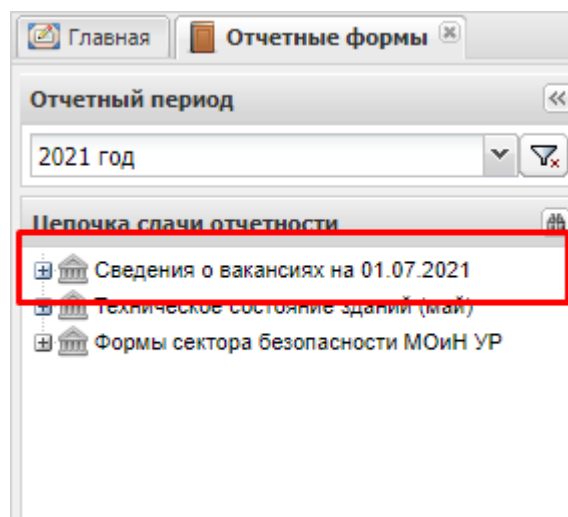 Главная
Отчетные формы
Отчетный период
2021 год
Цепочка сдачи отчетности
Сведения о вакансиях на 01.07.2021
Техническое состояние зданий (май)
Формы сектора безопасности МОиН УР